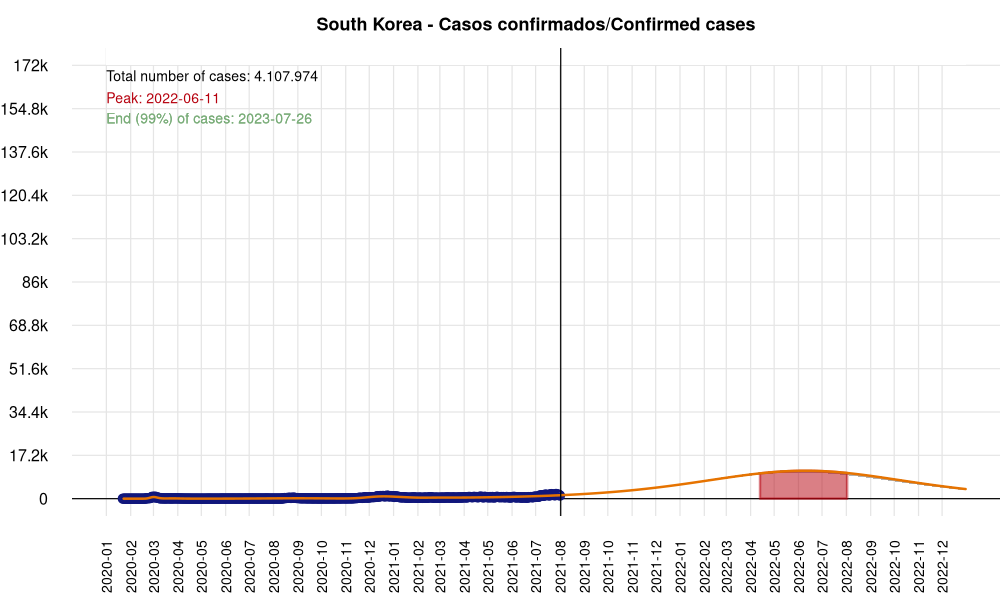 South Korea - Casos confirmados/Confirmed cases
172k
Total number of cases: 4.107.974
Peak: 2022-06-11
154.8k
End (99%) of cases: 2023-07-26
137.6k
120.4k
103.2k
86k
68.8k
51.6k
34.4k
17.2k
0
2020-01
2020-02
2020-03
2020-04
2020-05
2020-06
2020-07
2020-08
2020-09
2020-10
2020-11
2020-12
2021-01
2021-02
2021-03
2021-04
2021-05
2021-06
2021-07
2021-08
2021-09
2021-10
2021-11
2021-12
2022-01
2022-02
2022-03
2022-04
2022-05
2022-06
2022-07
2022-08
2022-09
2022-10
2022-11
2022-12